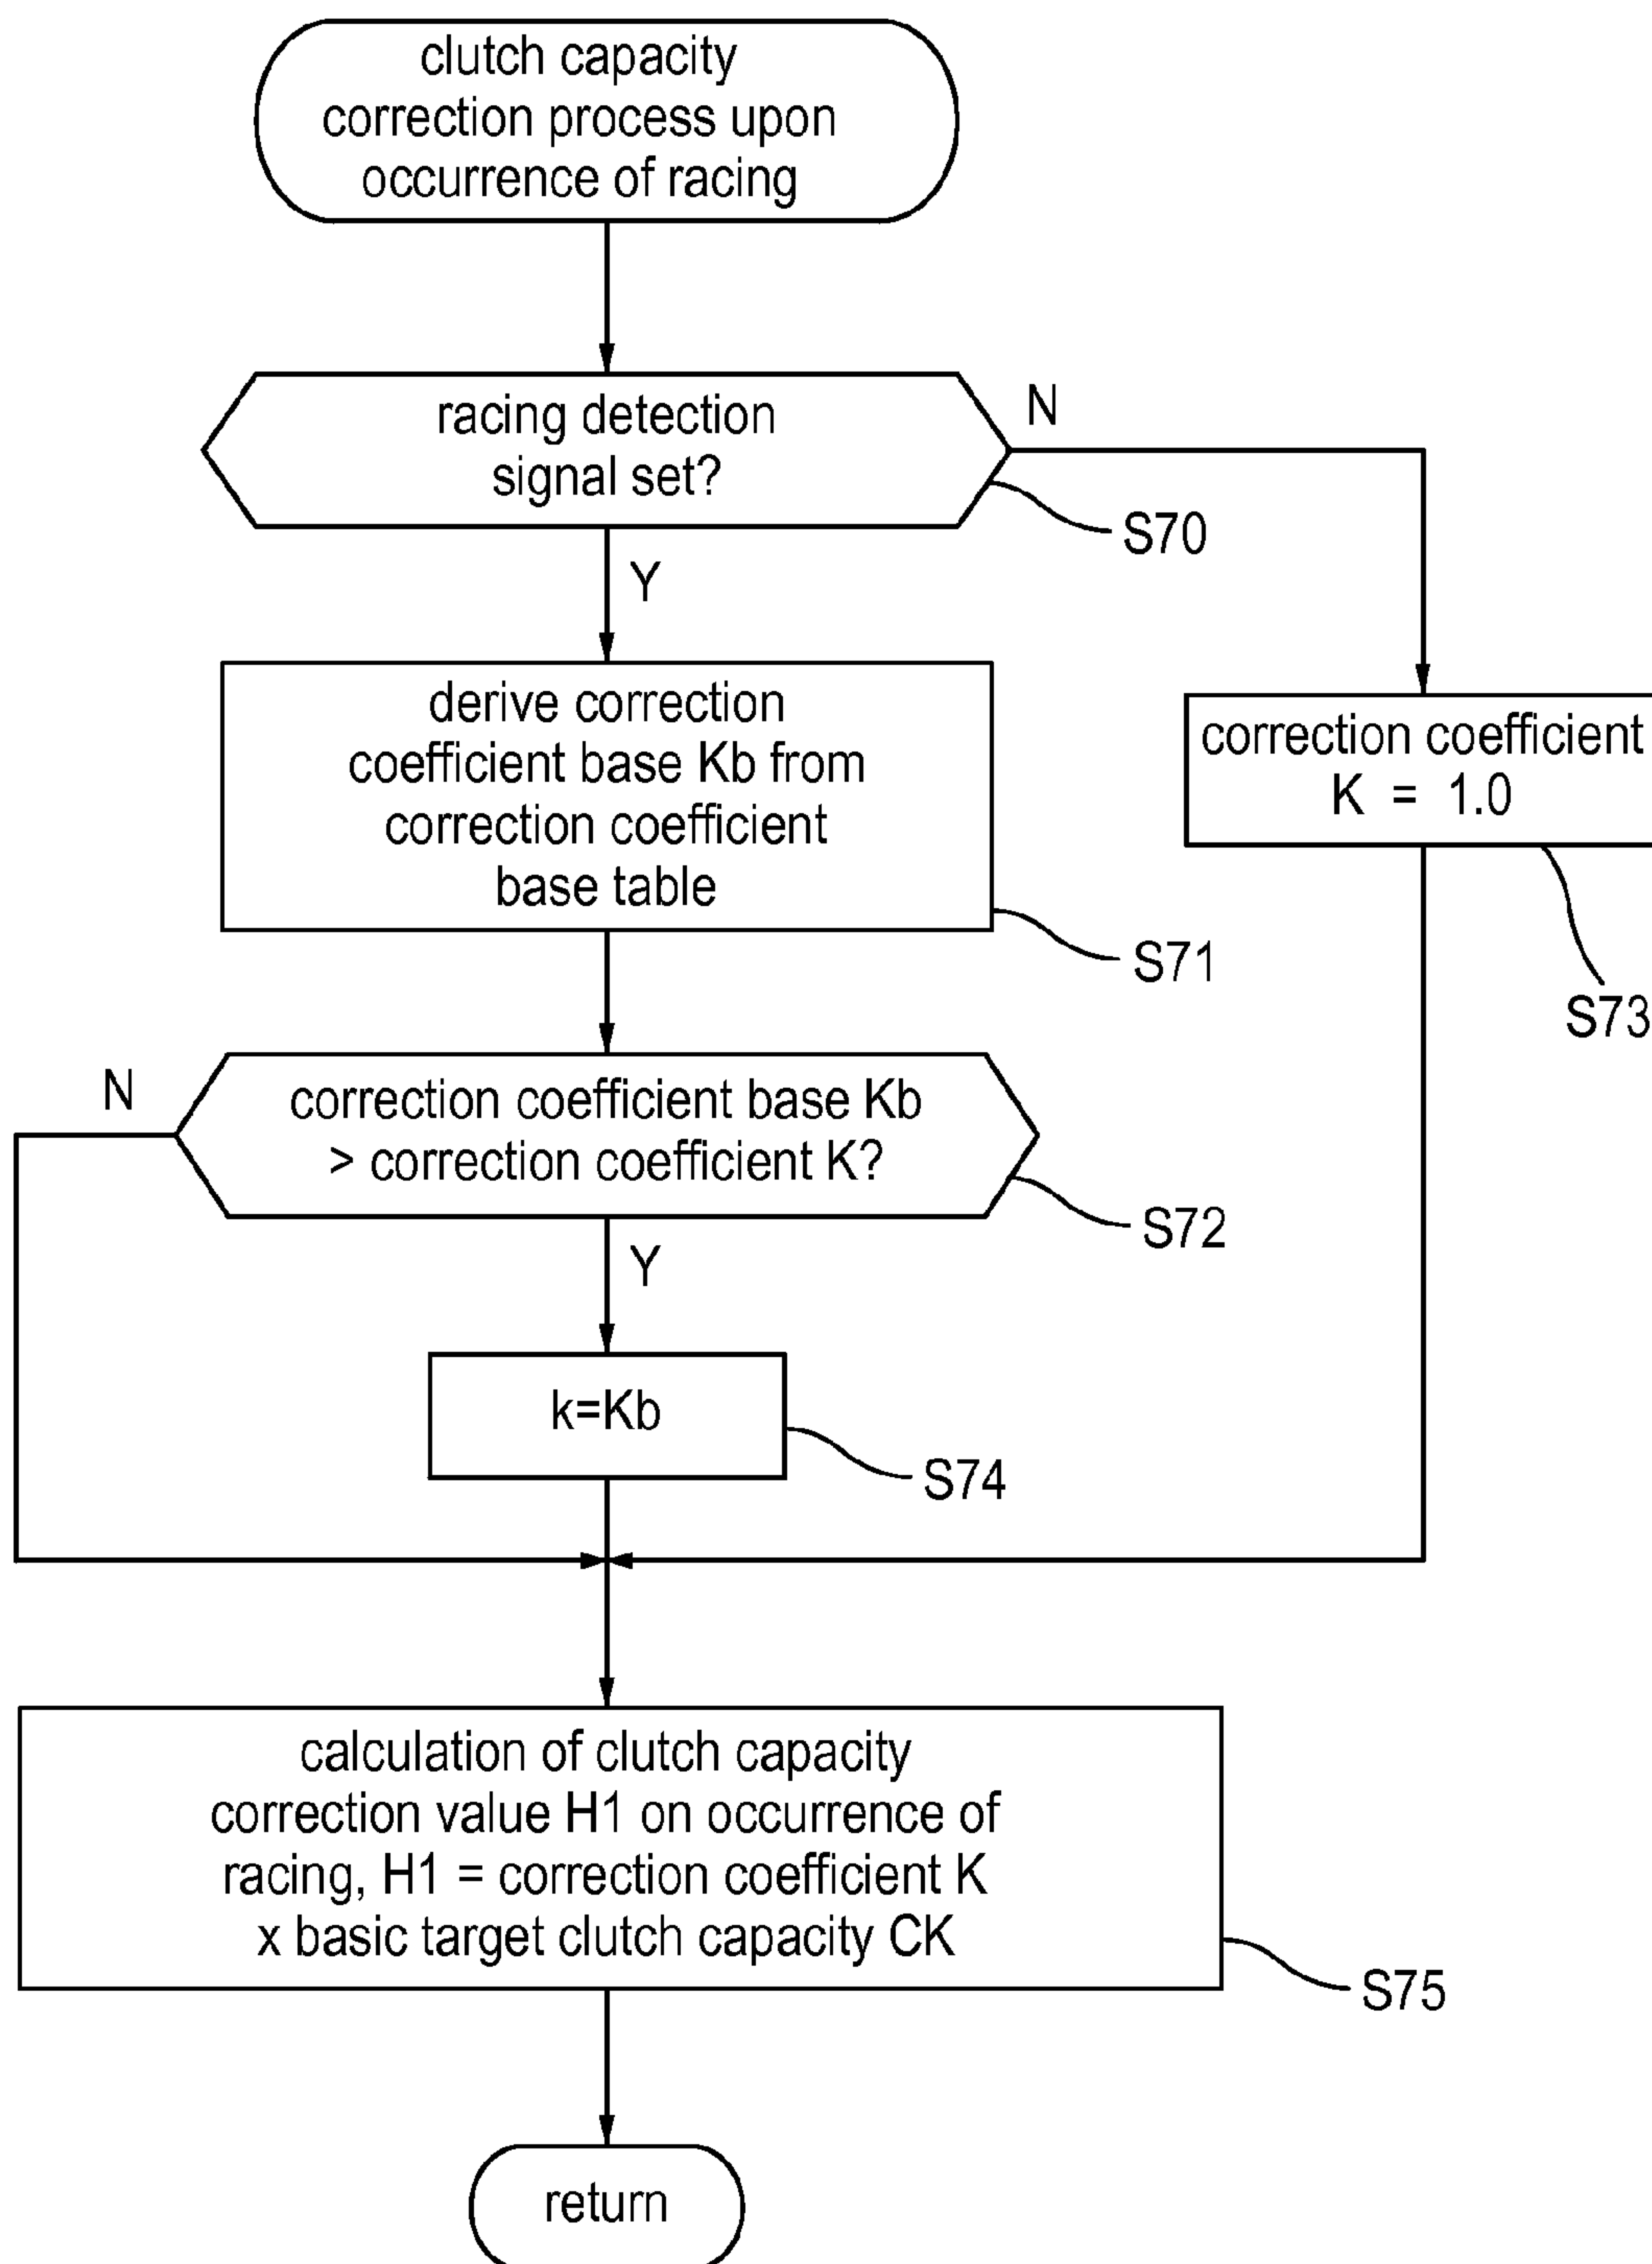 clutch capacity
correction process upon
occurrence of racing
racing detection
signal set?
N
S70
Y
derive correction
coefficient base Kb from
correction coefficient
base table
S71
correction coefficient
K = 1.0
S73
N
correction coefficient base Kb
> correction coefficient K?
S72
Y
k=Kb
S74
calculation of clutch capacity
correction value H1 on occurrence of
racing, H1 = correction coefficient K
x basic target clutch capacity CK
S75
return